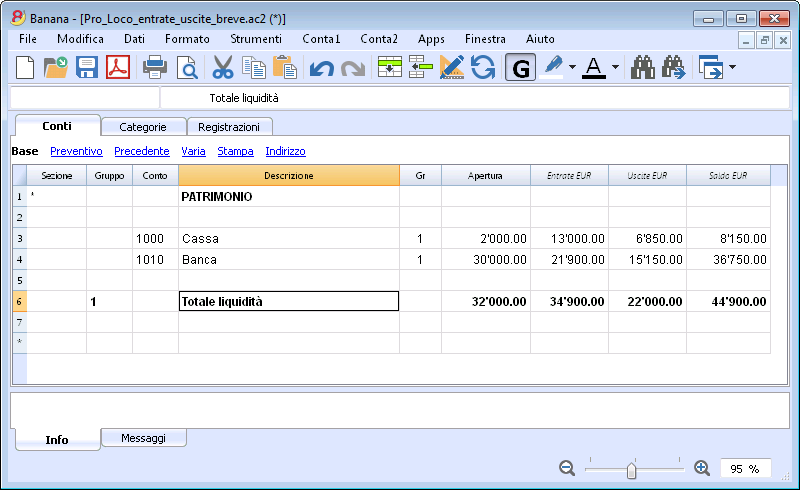 Banana - [Pro_Loco_entrate_uscite_breve.ac2 (*)]
File Modifica Dati Formato Strumenti Conta1 Conta2 Apps Finestra Aiuto
G A
Totale liquidità
Conti Categorie Registrazioni
Base Preventivo Precedente Varia Stampa Indirizzo
Sezione Gruppo Conto Descrizione Gr Apertura Entrate EUR Uscite EUR Saldo EUR
1 * PATRIMONIO
2
3 1000 Cassa 1 2'000.00 13'000.00 6'850.00 8'150.00
4 1010 Banca 1 30'000.00 21'900.00 15'150.00 36'750.00
5
6 1 Totale liquidità 32'000.00 34'900.00 22'000.00 44'900.00
7
*
Info Messaggi
95 %